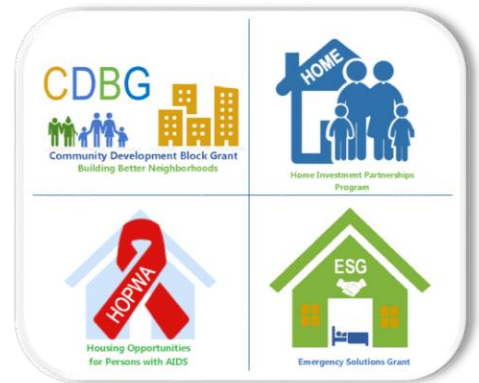 CDBG
Community Development Block Grant
Building Better Neighborhoods
HOME
Home Investment Partnerships
Program
HOPWA
Housing Opportunities
for Persons with AIDS
ESG
Emergency Solutions Grant